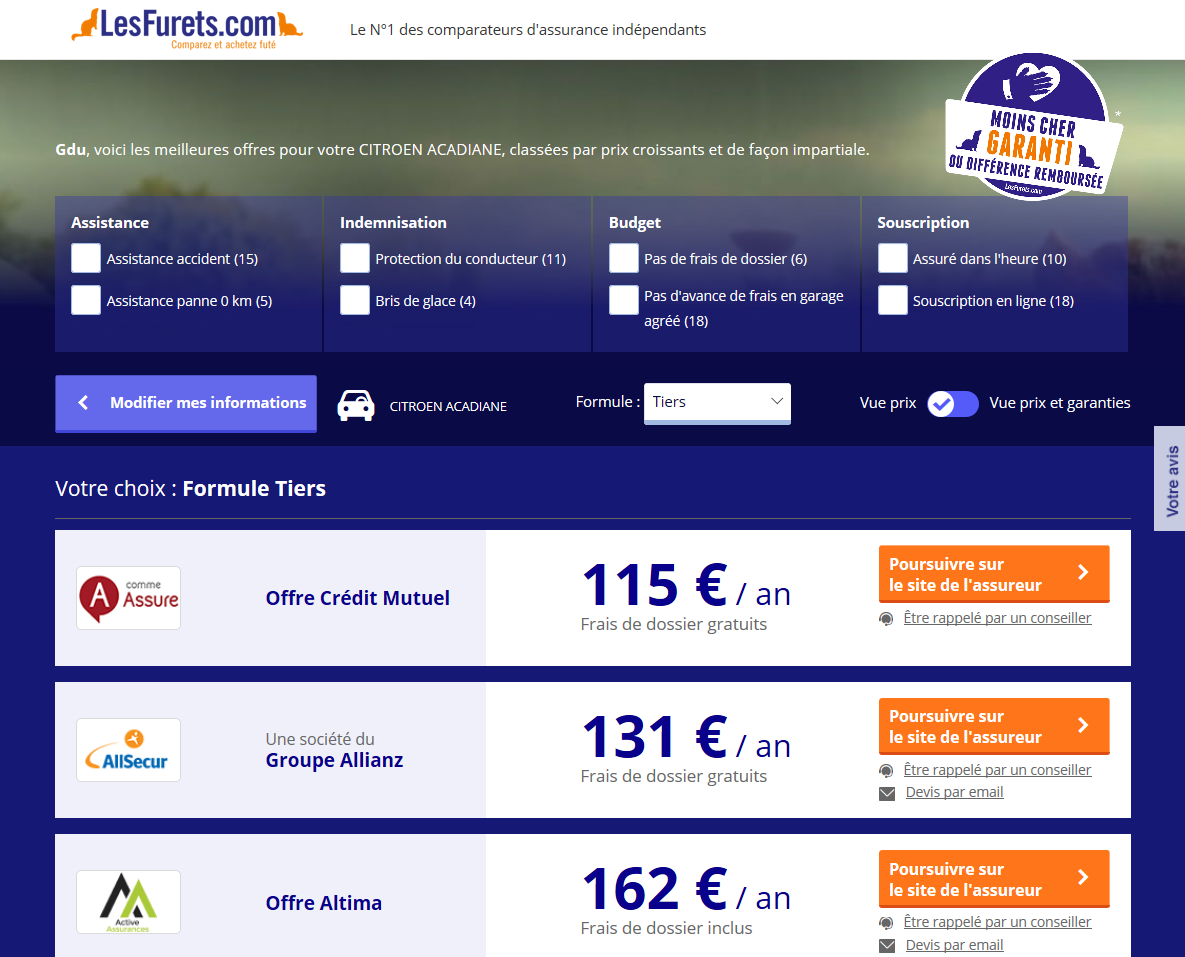 LesFurets.com
Comparez et achetez futé
Le N°1 des comparateurs d'assurance indépendants
MOINS CHER
GARANTI
OU DIFFÉRENCE REMBOURSÉE
LesFurets.com
*
Gdu, voici les meilleures offres pour votre CITROEN ACADIANE, classées par prix croissants et de façon impartiale.
Assistance
Assistance accident (15)
Assistance panne 0 km (5)
Indemnisation
Protection du conducteur (11)
Bris de glace (4)
Budget
Pas de frais de dossier (6)
Pas d'avance de frais en garage
agréé (18)
Souscription
Assuré dans l'heure (10)
Souscription en ligne (18)
Modifier mes informations
CITROEN ACADIANE
Formule :
Tiers
Vue prix
Vue prix et garanties
Votre avis
Votre choix : Formule Tiers
A comme
Assure
Offre Crédit Mutuel
115 € / an
Frais de dossier gratuits
Poursuivre sur
le site de l'assureur
Être rappelé par un conseiller
AllSecur
Une société du
Groupe Allianz
131 € / an
Frais de dossier gratuits
Poursuivre sur
le site de l'assureur
Être rappelé par un conseiller
Devis par email
Active
Assurances
Offre Altima
162 € / an
Frais de dossier inclus
Poursuivre sur
le site de l'assureur
Être rappelé par un conseiller
Devis par email